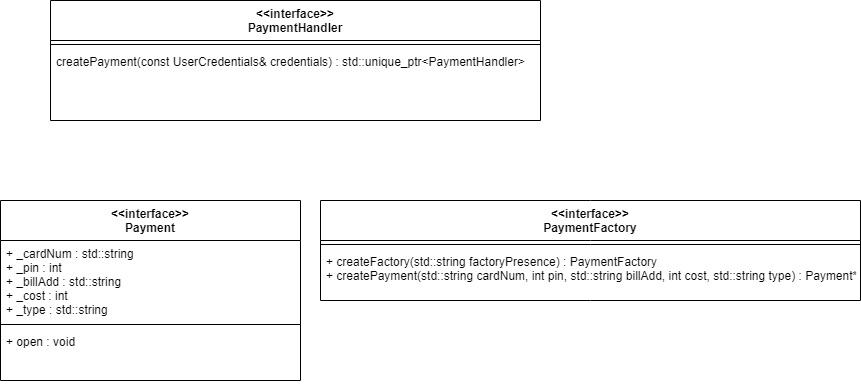 <<interface>>
PaymentHandler
createPayment(const UserCredentials& credentials) : std::unique_ptr<PaymentHandler>
<<interface>>
Payment
+ _cardNum : std::string
+ _pin : int
+ _billAdd : std::string
+ _cost : int
+ _type : std::string
+ open : void
<<interface>>
PaymentFactory
+ createFactory(std::string factoryPresence) : PaymentFactory
+ createPayment(std::string cardNum, int pin, std::string billAdd, int cost, std::string type) : Payment*